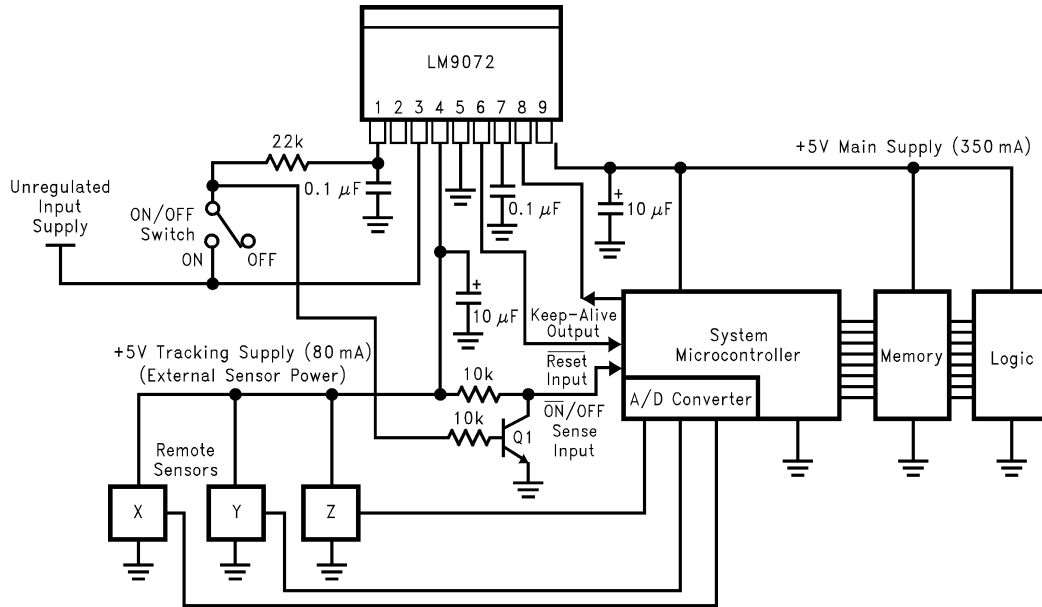 LM9072
1 2 3 4 5 6 7 8 9
22k
+5V Main Supply (350 mA)
Unregulated
Input
Supply
0.1 μF
ON/OFF
Switch
ON
OFF
0.1 μF
+
10 μF
+
10 μF
Keep-Alive
Output
System
Microcontroller
Memory
Logic
+5V Tracking Supply (80 mA)
(External Sensor Power)
Reset
Input
10k
A/D Converter
10k
ON/OFF
Sense
Input
Q1
Remote
Sensors
X
Y
Z